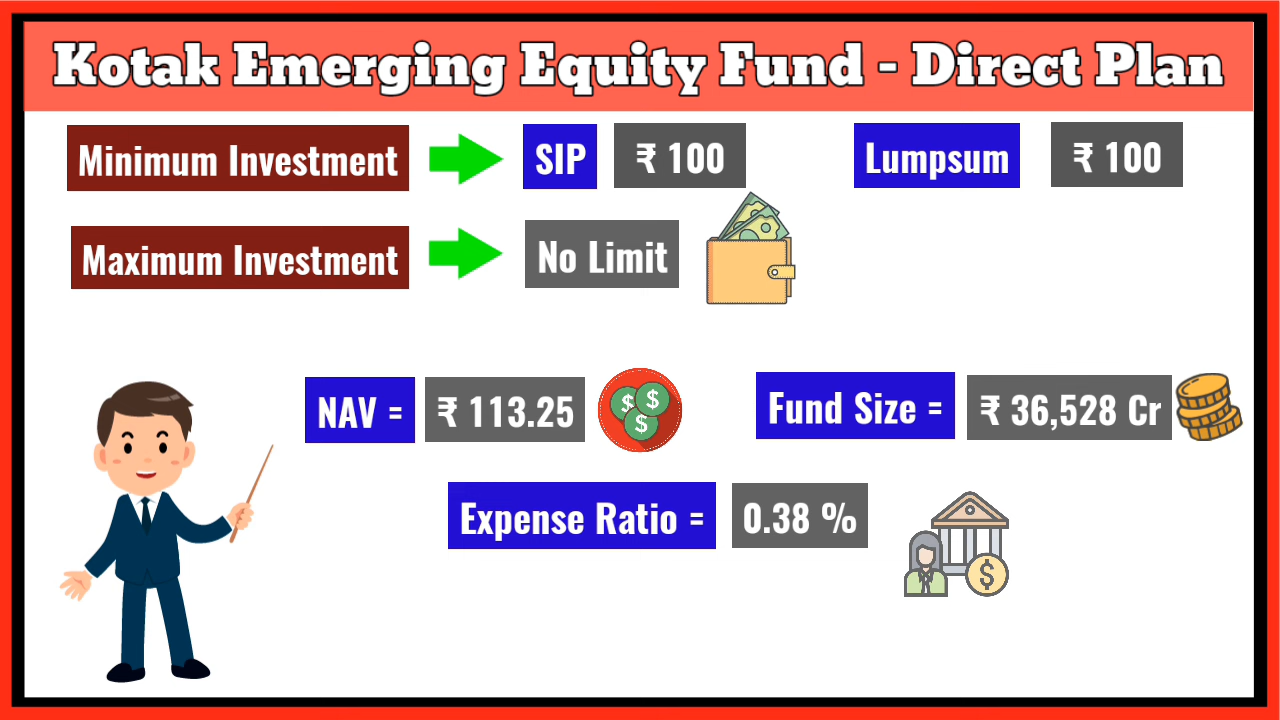 Kotak Emerging Equity Fund - Direct Plan
Minimum Investment SIP ₹ 100 Lumpsum ₹ 100
Maximum Investment No Limit
NAV = ₹ 113.25 Fund Size = ₹ 36,528 Cr
Expense Ratio = 0.38 %